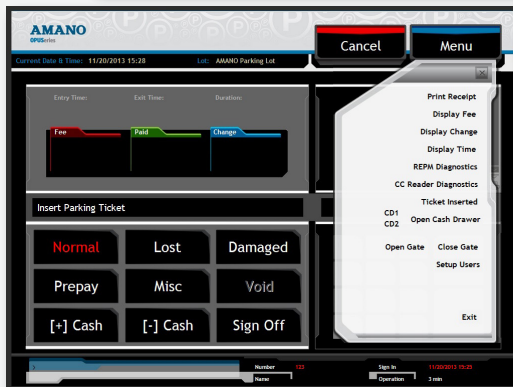 AMANO
OPUSeries
Cancel
Menu
Current Date & Time: 11/20/2013 15:28 Lot: AMANO Parking Lot
Entry Time: Exit Time: Duration:
Fee Paid Change
Insert Parking Ticket
Normal Lost Damaged
Prepay Misc Void
[+] Cash [-] Cash Sign Off
Print Receipt
Display Fee
Display Change
Display Time
REPM Diagnostics
CC Reader Diagnostics
Ticket Inserted
CD1
CD2 Open Cash Drawer
Open Gate Close Gate
Setup Users
Exit
Number 133 Sign In 11/20/2013 15:25
Name Operation 3 min